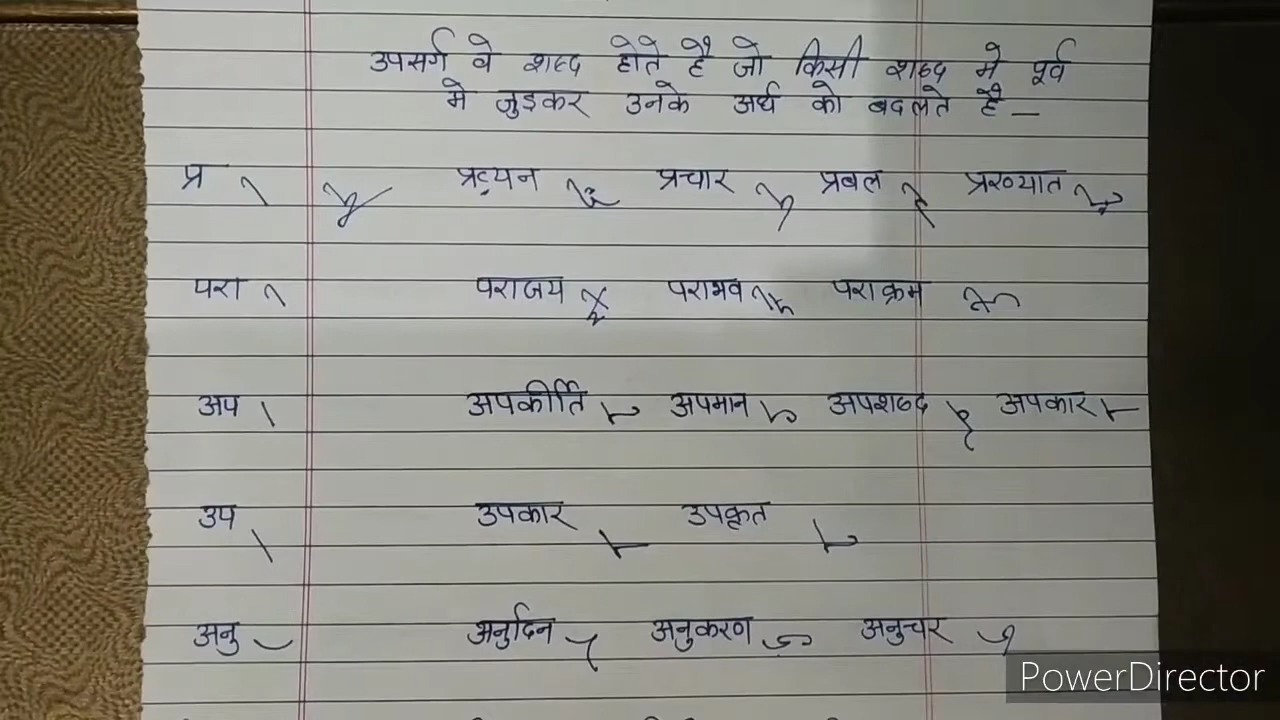 उपसर्ग वे शब्द होते है जो किसी शब्द मे पूर्व
मे जुड़कर उनके अर्थ को बदलते है —
प्र प्रचार प्रबल प्रख्यात
परा पराजय पराभव पराक्रम
अप अपकीर्ति अपमान अपशब्द अपकार
उप उपकार उपकृत
अनु अनुदिन अनुकरण अनुचर
PowerDirector